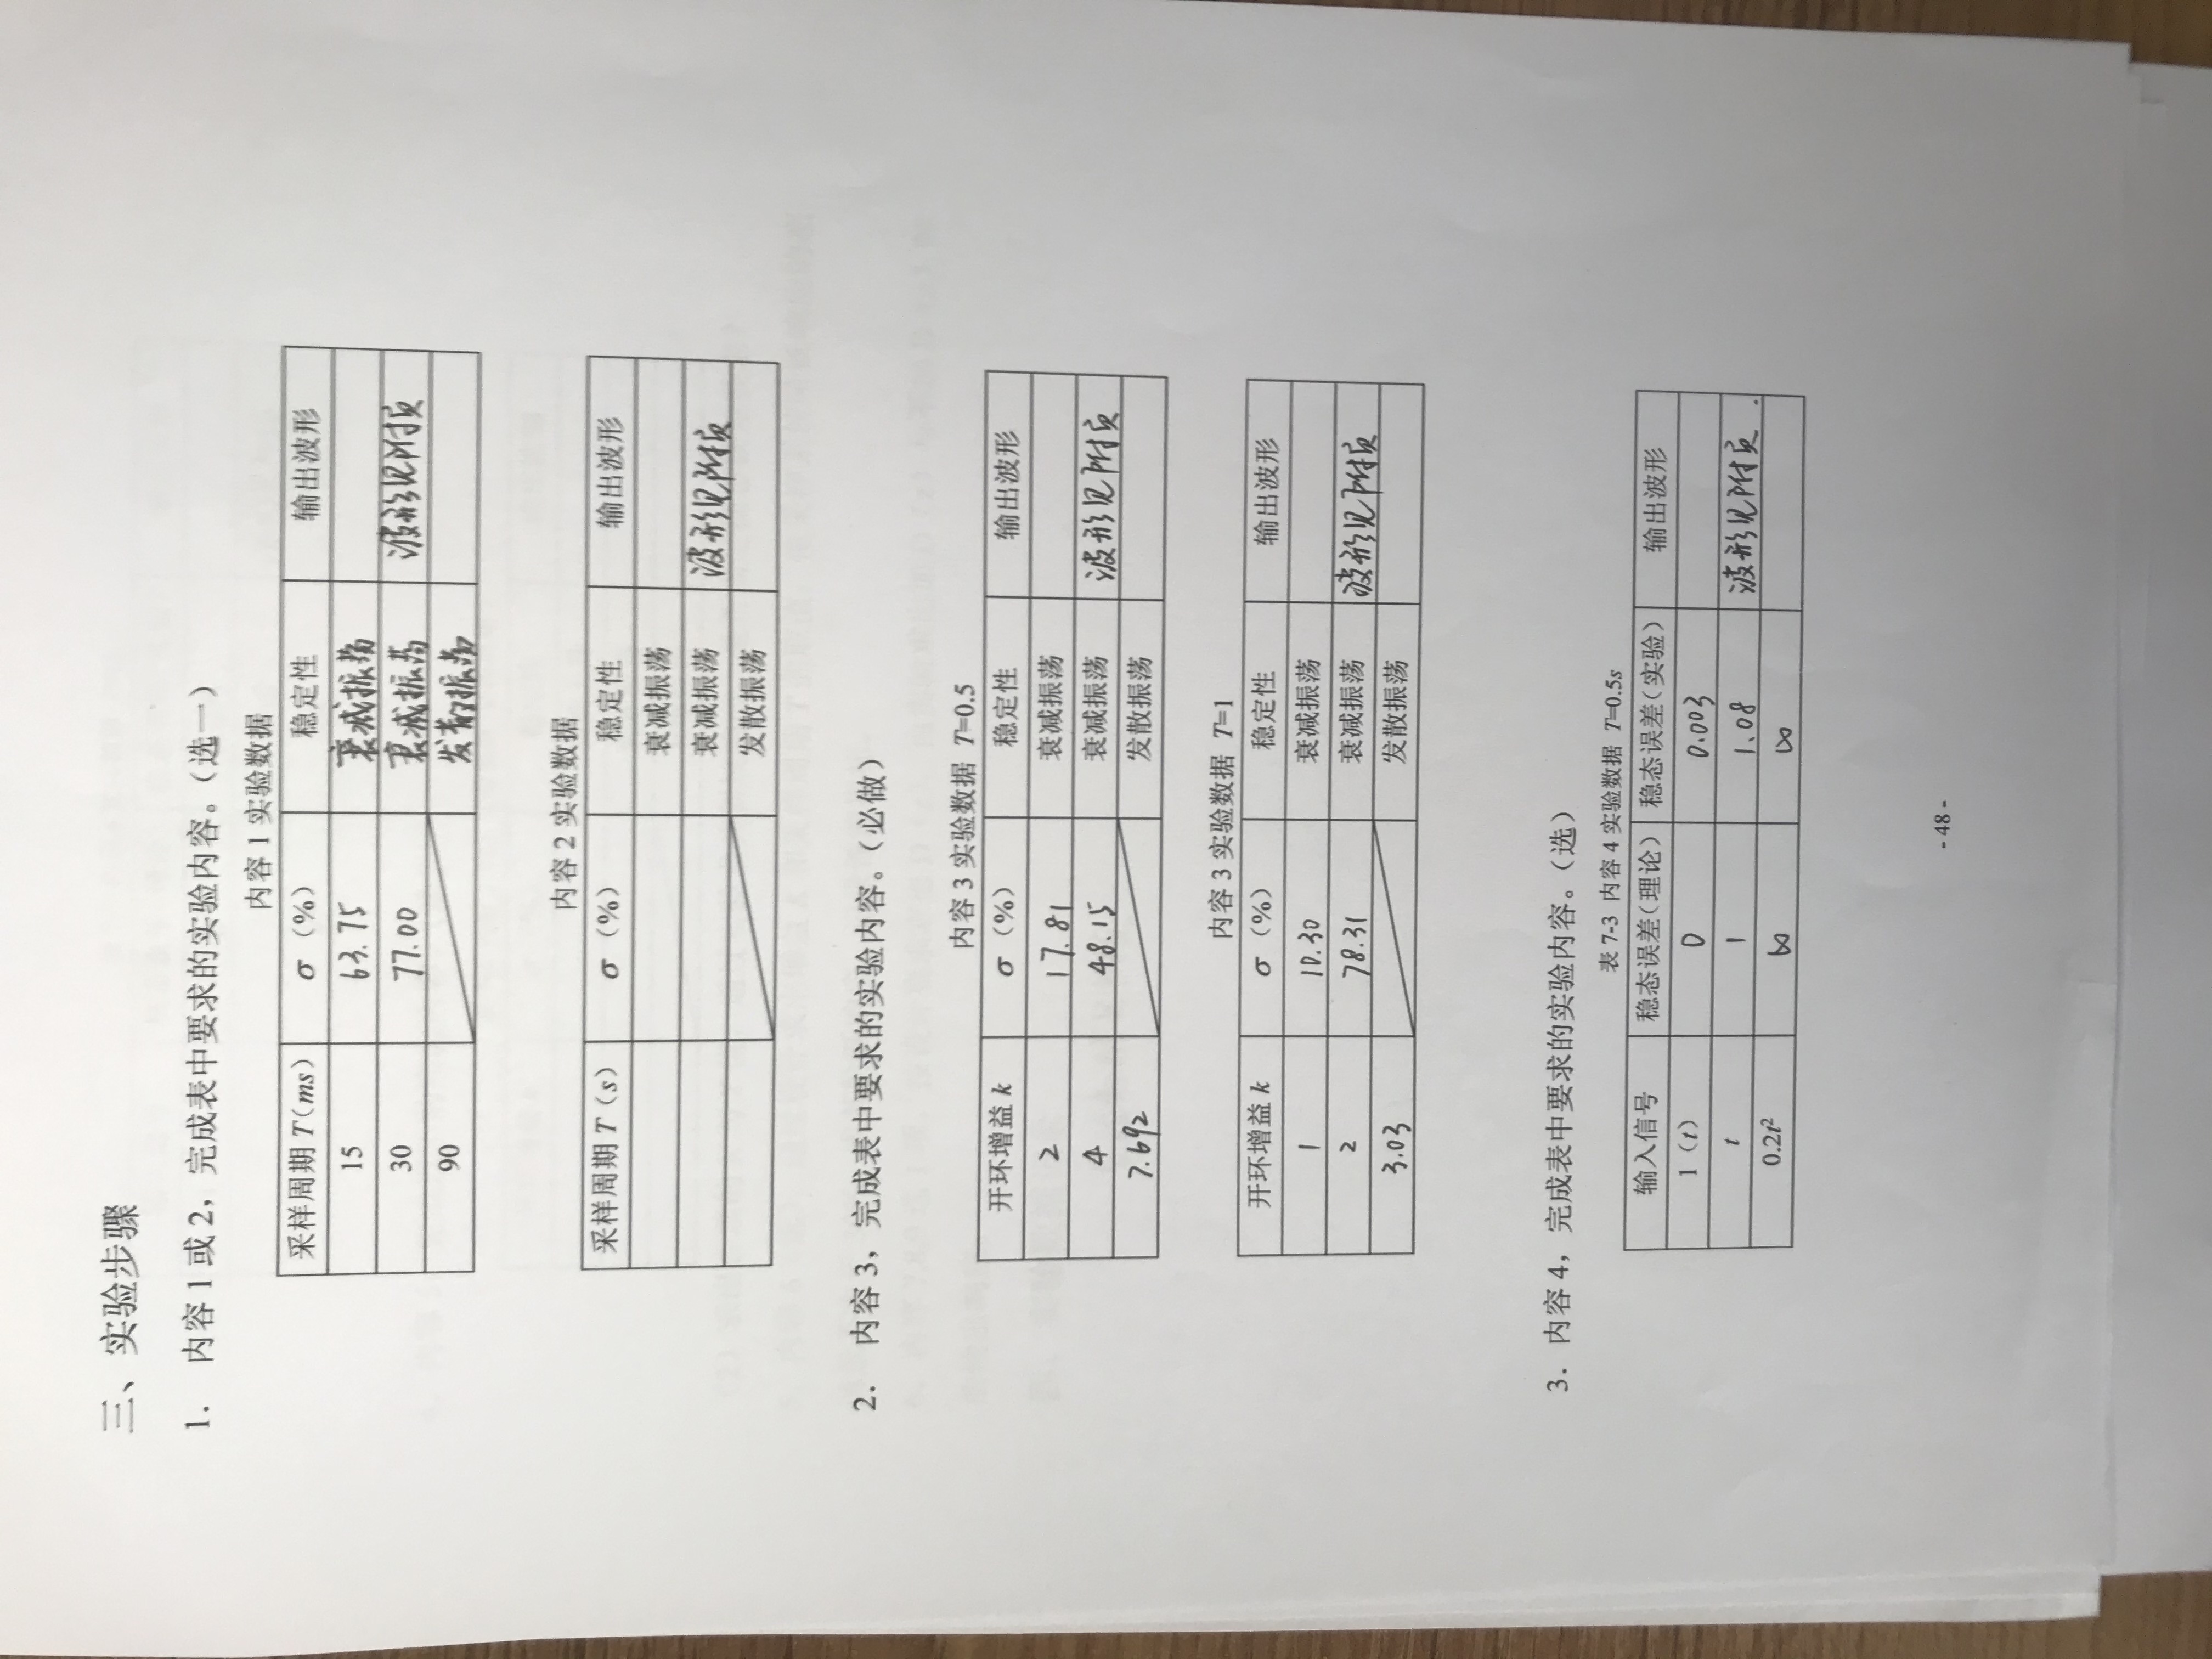 三、实验步骤
1. 内容 1 或 2，完成表中要求的实验内容。（选一）
内容 1 实验数据
采样周期 T(ms) σ（%） 稳定性 输出波形
15 63.75 衰减振荡
30 77.00 衰减振荡 波形见附页
90 发散振荡
内容 2 实验数据
采样周期 T（s） σ（%） 稳定性 输出波形
衰减振荡
衰减振荡 波形见附页
发散振荡
2. 内容 3，完成表中要求的实验内容。（必做）
内容 3 实验数据 T=0.5
开环增益 k σ（%） 稳定性 输出波形
2 17.81 衰减振荡
4 48.15 衰减振荡 波形见附页
7.692 发散振荡
内容 3 实验数据 T=1
开环增益 k σ（%） 稳定性 输出波形
1 10.30 衰减振荡
2 78.31 衰减振荡 波形见附页
3.03 发散振荡
3. 内容 4，完成表中要求的实验内容。（选）
表 7-3 内容 4 实验数据 T=0.5s
输入信号 稳态误差（理论） 稳态误差（实验） 输出波形
1（t） 0 0.003
t 1 1.08 波形见附页.
0.2t² ∞ ∞
- 48 -